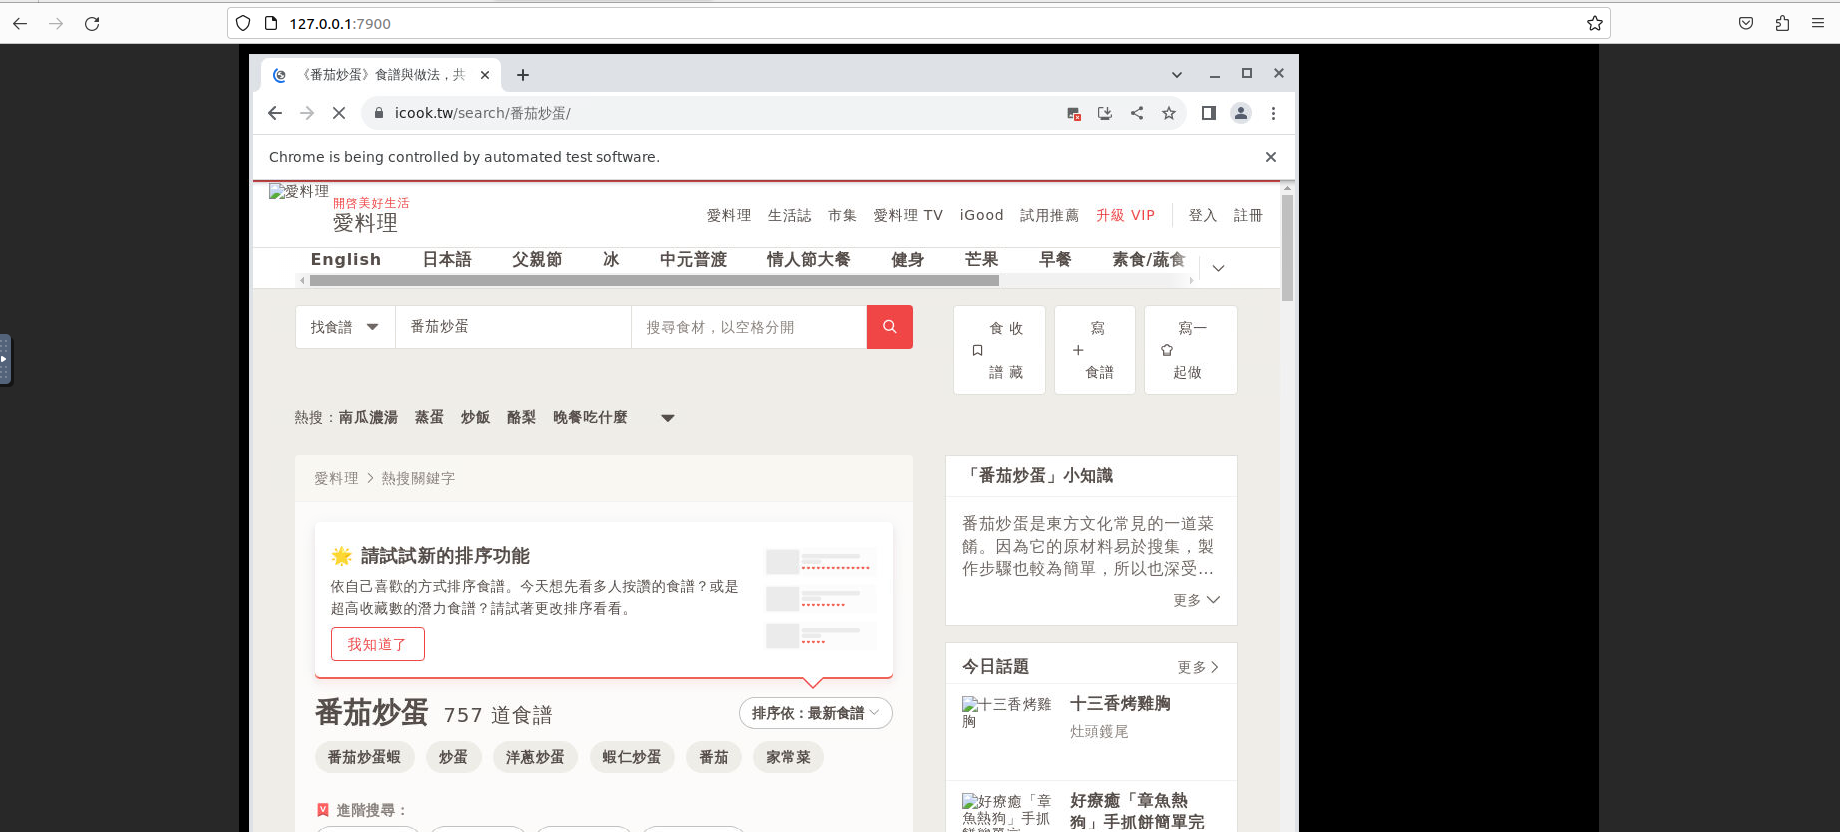 127.0.0.1:7900
《番茄炒蛋》食譜與做法，共
icook.tw/search/番茄炒蛋/
Chrome is being controlled by automated test software.
愛料理
開啓美好生活
愛料理
愛料理 生活誌 市集 愛料理 TV iGood 試用推薦 升級 VIP 登入 註冊
English 日本語 父親節 冰 中元普渡 情人節大餐 健身 芒果 早餐 素食/蔬食
找食譜 番茄炒蛋 搜尋食材，以空格分開
食 收
譜 藏
寫
食譜
寫一
起做
熱搜：南瓜濃湯 蒸蛋 炒飯 酪梨 晚餐吃什麼
愛料理 > 熱搜關鍵字
🌟 請試試新的排序功能
依自己喜歡的方式排序食譜。今天想先看多人按讚的食譜？或是
超高收藏數的潛力食譜？請試著更改排序看看。
我知道了
番茄炒蛋 757 道食譜
排序依：最新食譜
番茄炒蛋蝦 炒蛋 洋蔥炒蛋 蝦仁炒蛋 番茄 家常菜
進階搜尋：
「番茄炒蛋」小知識
番茄炒蛋是東方文化常見的一道菜
餚。因為它的原材料易於搜集，製
作步驟也較為簡單，所以也深受...
更多
今日話題 更多
十三香烤雞
胸
十三香烤雞胸
灶頭鑊尾
好療癒「章
魚熱狗」手抓
好療癒「章魚熱
狗」手抓餅簡單完